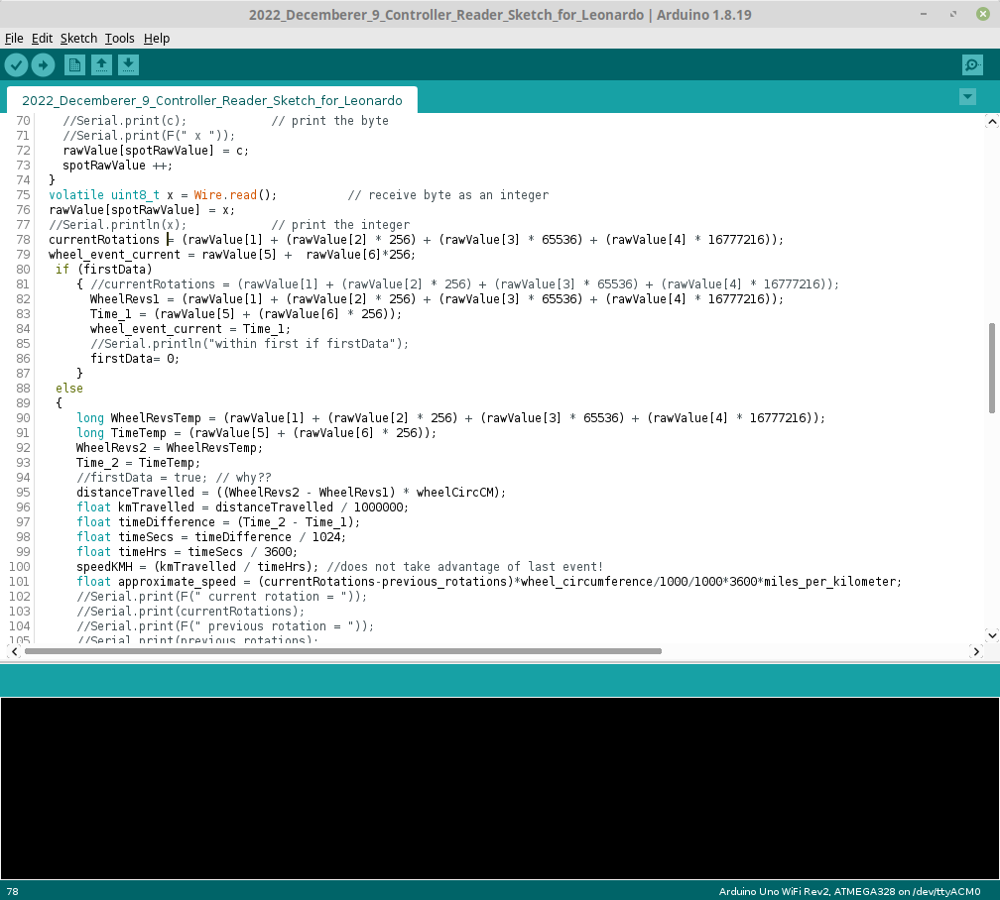 2022_Decemberer_9_Controller_Reader_Sketch_for_Leonardo | Arduino 1.8.19
File Edit Sketch Tools Help
2022_Decemberer_9_Controller_Reader_Sketch_for_Leonardo
70 //Serial.print(c); // print the byte
71 //Serial.print(F(" x "));
72 rawValue[spotRawValue] = c;
73 spotRawValue ++;
74 }
75 volatile uint8_t x = Wire.read(); // receive byte as an integer
76 rawValue[spotRawValue] = x;
77 //Serial.println(x); // print the integer
78 currentRotations = (rawValue[1] + (rawValue[2] * 256) + (rawValue[3] * 65536) + (rawValue[4] * 16777216));
79 wheel_event_current = rawValue[5] + rawValue[6]*256;
80 if (firstData)
81 { //currentRotations = (rawValue[1] + (rawValue[2] * 256) + (rawValue[3] * 65536) + (rawValue[4] * 16777216));
82 WheelRevs1 = (rawValue[1] + (rawValue[2] * 256) + (rawValue[3] * 65536) + (rawValue[4] * 16777216));
83 Time_1 = (rawValue[5] + (rawValue[6] * 256));
84 wheel_event_current = Time_1;
85 //Serial.println("within first if firstData");
86 firstData= 0;
87 }
88 else
89 {
90 long WheelRevsTemp = (rawValue[1] + (rawValue[2] * 256) + (rawValue[3] * 65536) + (rawValue[4] * 16777216));
91 long TimeTemp = (rawValue[5] + (rawValue[6] * 256));
92 WheelRevs2 = WheelRevsTemp;
93 Time_2 = TimeTemp;
94 //firstData = true; // why??
95 distanceTravelled = ((WheelRevs2 - WheelRevs1) * wheelCircCM);
96 float kmTravelled = distanceTravelled / 1000000;
97 float timeDifference = (Time_2 - Time_1);
98 float timeSecs = timeDifference / 1024;
99 float timeHrs = timeSecs / 3600;
100 speedKMH = (kmTravelled / timeHrs); //does not take advantage of last event!
101 float approximate_speed = (currentRotations-previous_rotations)*wheel_circumference/1000/1000*3600*miles_per_kilometer;
102 //Serial.print(F(" current rotation = "));
103 //Serial.print(currentRotations);
104 //Serial.print(F(" previous rotation = "));
105 //Serial.print(previous_rotations);
78 Arduino Uno WiFi Rev2, ATMEGA328 on /dev/ttyACM0